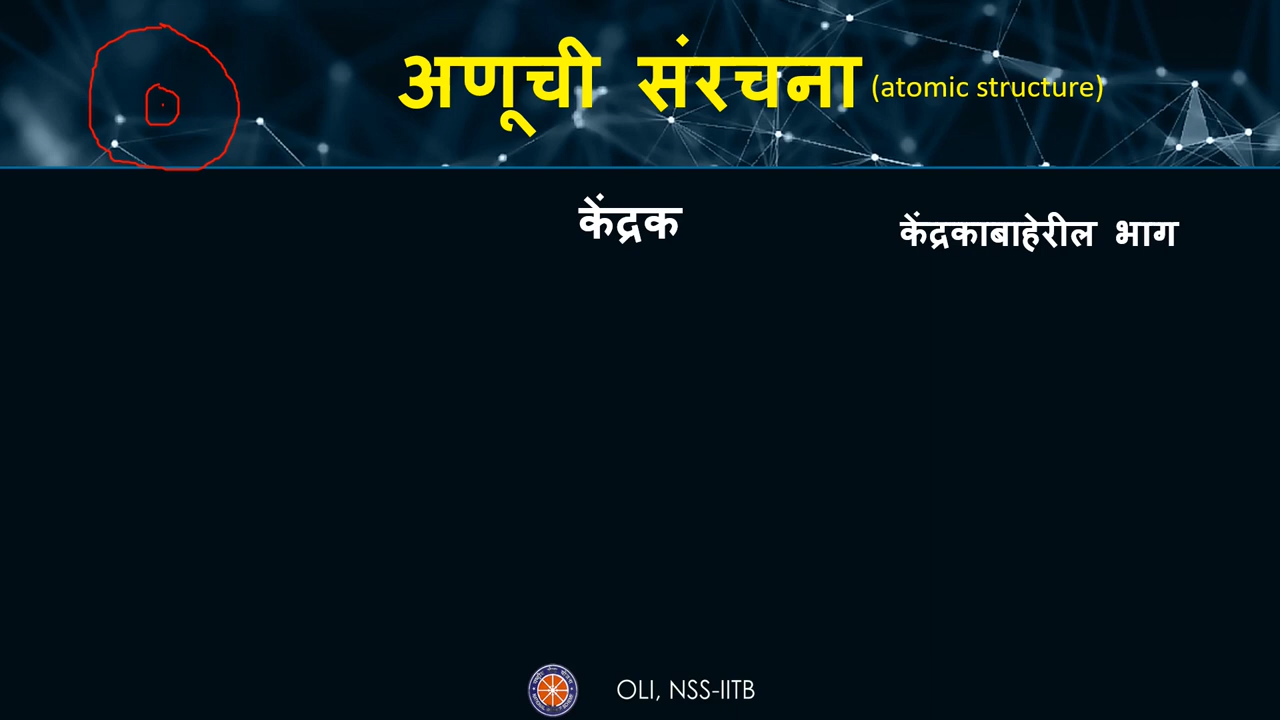 अणूची संरचना (atomic structure)
केंद्रक
केंद्रकाबाहेरील भाग
OLI, NSS-IITB